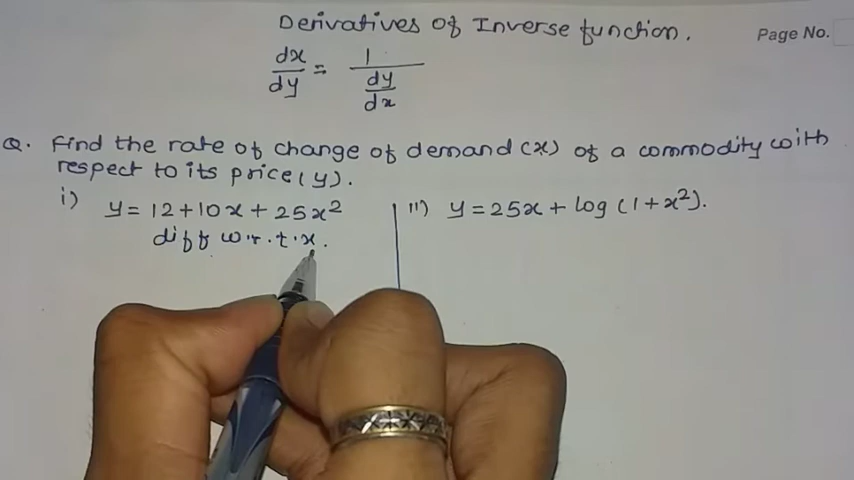 Derivatives of Inverse function.
Page No.
dx/dy = 1/(dy/dx)
Q. Find the rate of change of demand (x) of a commodity with
respect to its price (y).
i) y = 12+10x + 25x²
diff w.r.t.x.
ii) y = 25x + log (1+x²).